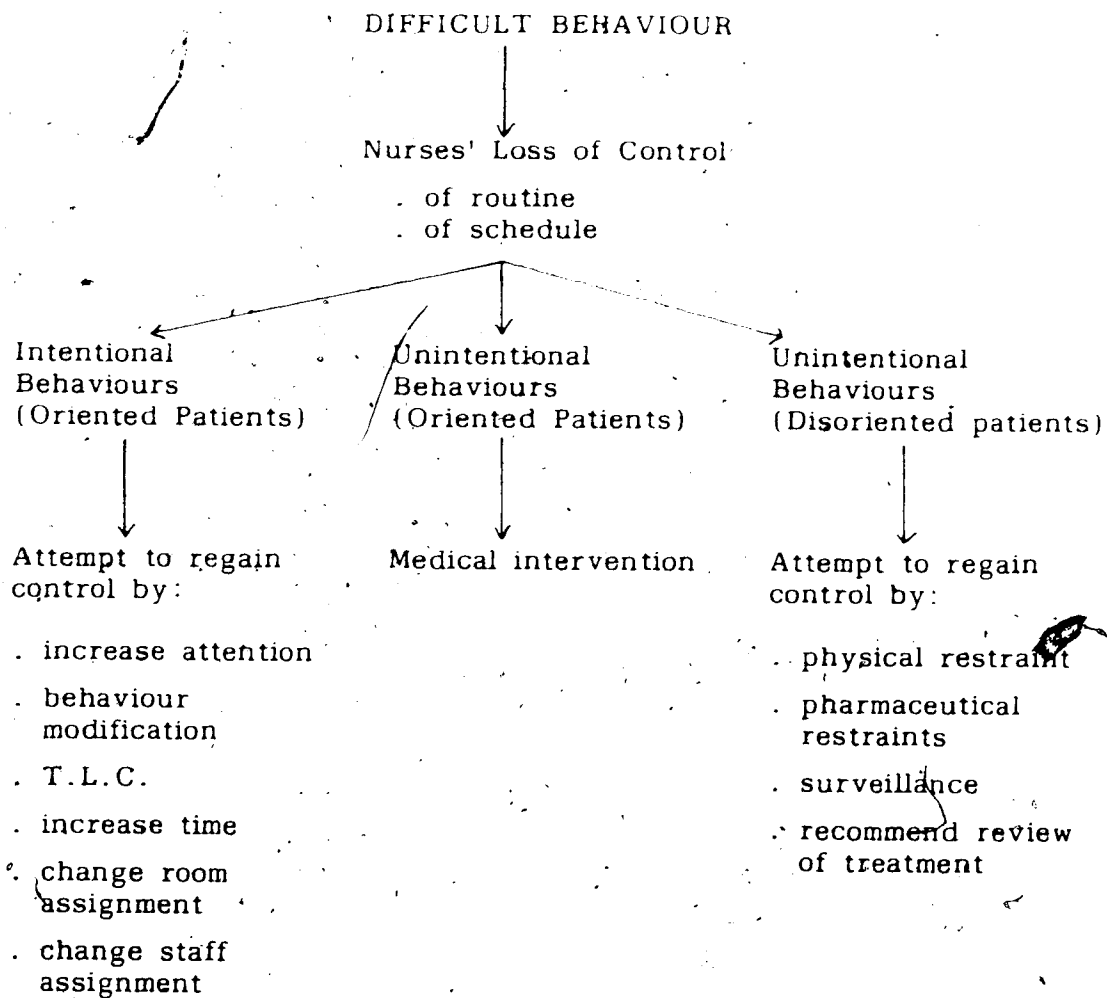 DIFFICULT BEHAVIOUR
Nurses' Loss of Control
. of routine
. of schedule
Intentional
Behaviours
(Oriented Patients)
Unintentional
Behaviours
(Oriented Patients)
Unintentional
Behaviours
(Disoriented patients)
Attempt to regain
control by:
. increase attention
. behaviour
modification
. T.L.C.
. increase time
. change room
assignment
. change staff
assignment
Medical intervention
Attempt to regain
control by:
. physical restraint
. pharmaceutical
restraints
. surveillance
. recommend review
of treatment